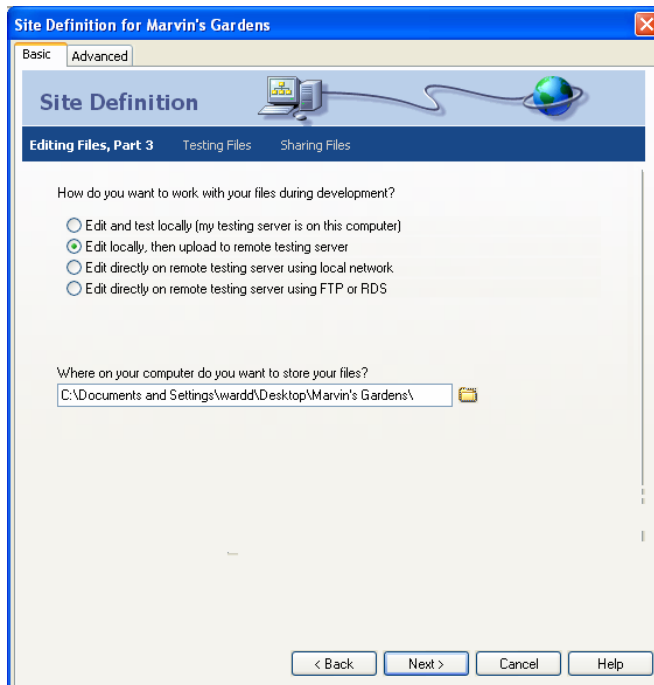 Site Definition for Marvin's Gardens
Basic Advanced
Site Definition
Editing Files, Part 3 Testing Files Sharing Files
How do you want to work with your files during development?
Edit and test locally (my testing server is on this computer)
Edit locally, then upload to remote testing server
Edit directly on remote testing server using local network
Edit directly on remote testing server using FTP or RDS
Where on your computer do you want to store your files?
C:\Documents and Settings\wardd\Desktop\Marvin's Gardens\
< Back Next > Cancel Help